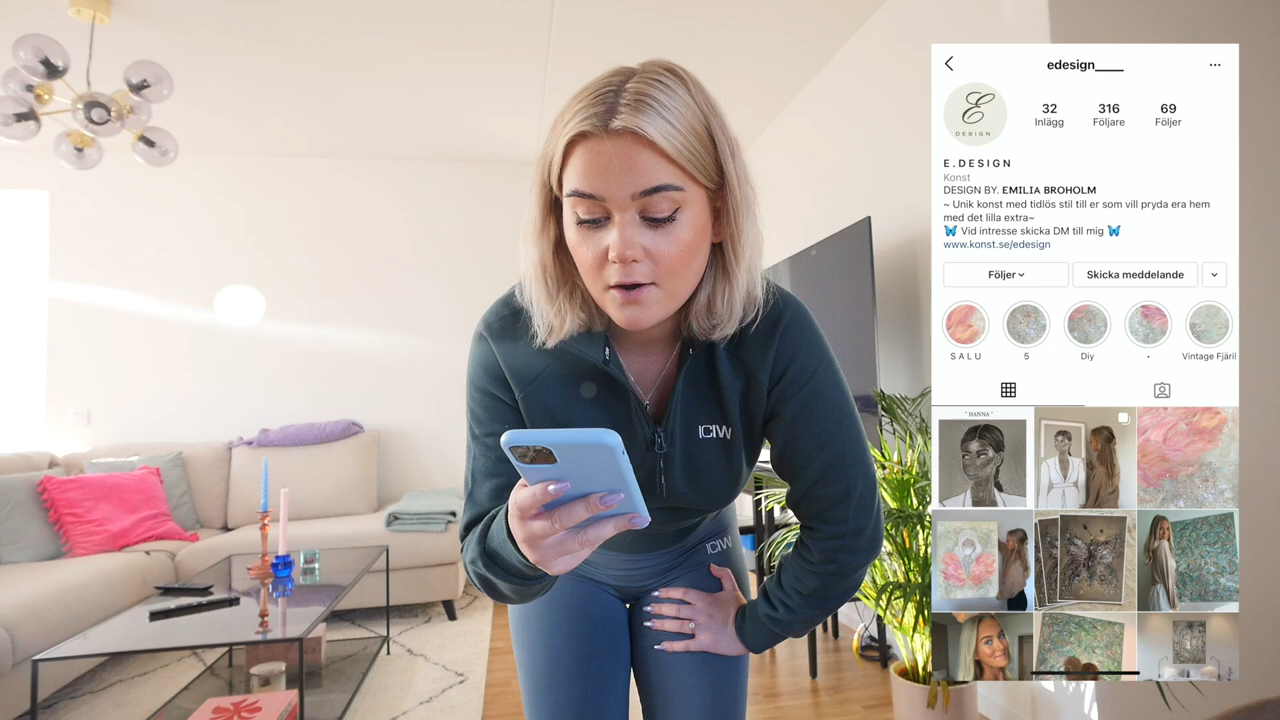 ICIW
ICIW
edesign____
E
DESIGN
32
316
69
Inlägg
Följare
Följer
E.DESIGN
Konst
DESIGN BY. EMILIA BROHOLM
~ Unik konst med tidlös stil till er som vill pryda era hem
med det lilla extra~
🦋 Vid intresse skicka DM till mig 🦋
www.konst.se/edesign
Följer
Skicka meddelande
S A L U
5
Diy
•
Vintage Fjäril
" HANNA "